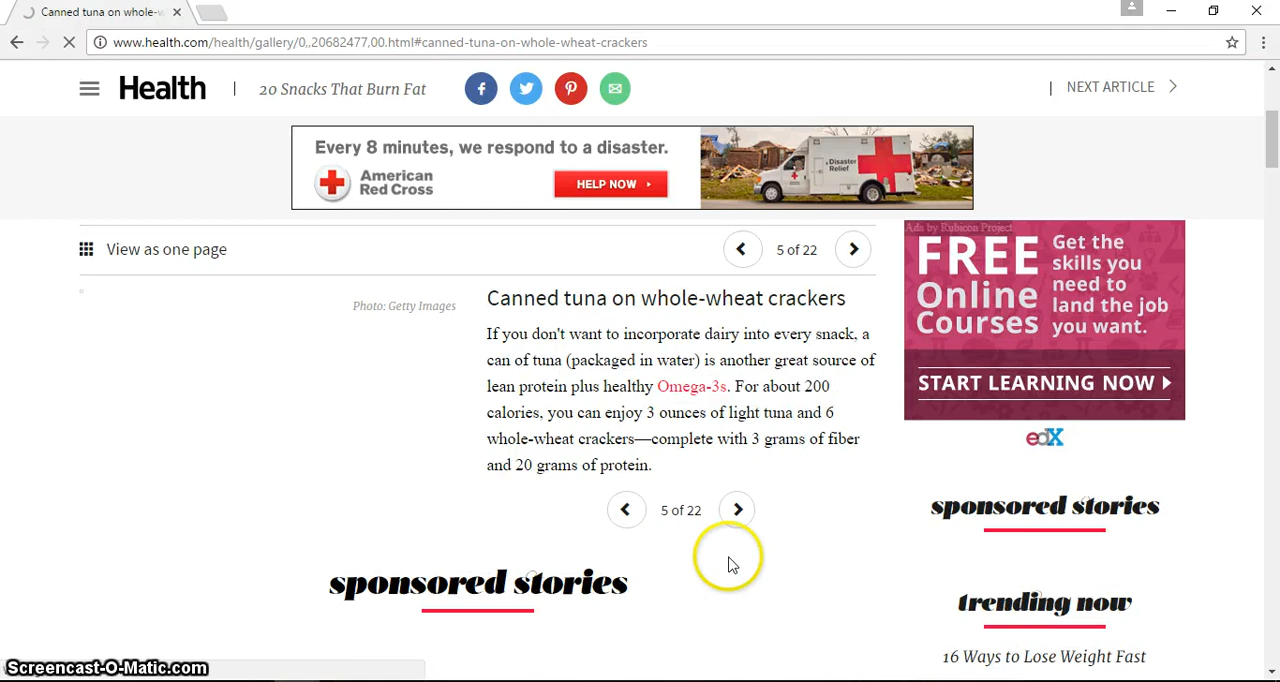 Canned tuna on whole-w
www.health.com/health/gallery/0,,20682477,00.html#canned-tuna-on-whole-wheat-crackers
Health | 20 Snacks That Burn Fat
| NEXT ARTICLE
Every 8 minutes, we respond to a disaster.
American
Red Cross
HELP NOW
Disaster
Relief
View as one page
5 of 22
Ads by Rubicon Project
FREE
Online
Courses
Get the
skills you
need to
land the job
you want.
START LEARNING NOW
edX
Photo: Getty Images
Canned tuna on whole-wheat crackers
If you don't want to incorporate dairy into every snack, a
can of tuna (packaged in water) is another great source of
lean protein plus healthy Omega-3s. For about 200
calories, you can enjoy 3 ounces of light tuna and 6
whole-wheat crackers—complete with 3 grams of fiber
and 20 grams of protein.
5 of 22
sponsored stories
sponsored stories
trending now
16 Ways to Lose Weight Fast
Screencast-O-Matic.com